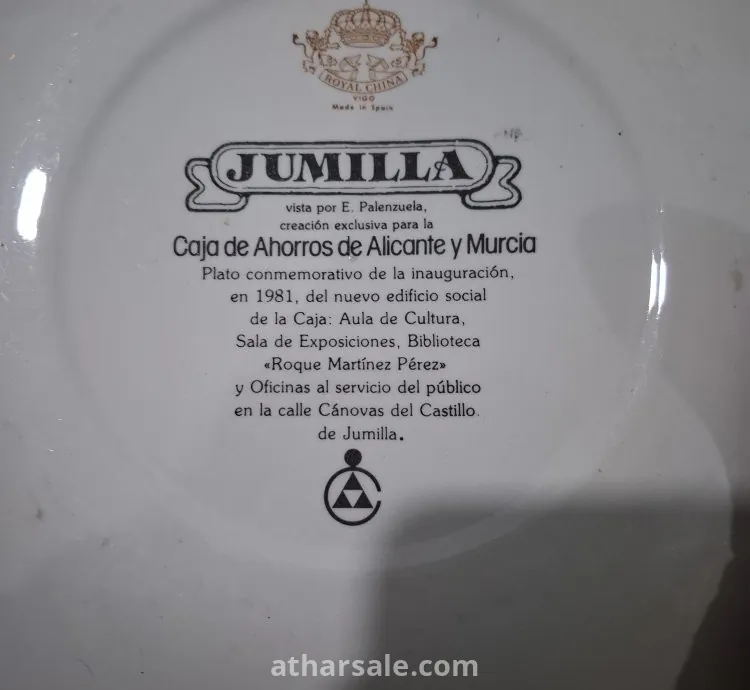 ROYAL CHINA
VIGO
Made in Spain
JUMILLA
vista por E. Palenzuela,
creación exclusiva para la
Caja de Ahorros de Alicante y Murcia
Plato conmemorativo de la inauguración,
en 1981, del nuevo edificio social
de la Caja: Aula de Cultura,
Sala de Exposiciones, Biblioteca
«Roque Martínez Pérez»
y Oficinas al servicio del público
en la calle Cánovas del Castillo.
de Jumilla.
atharsale.com